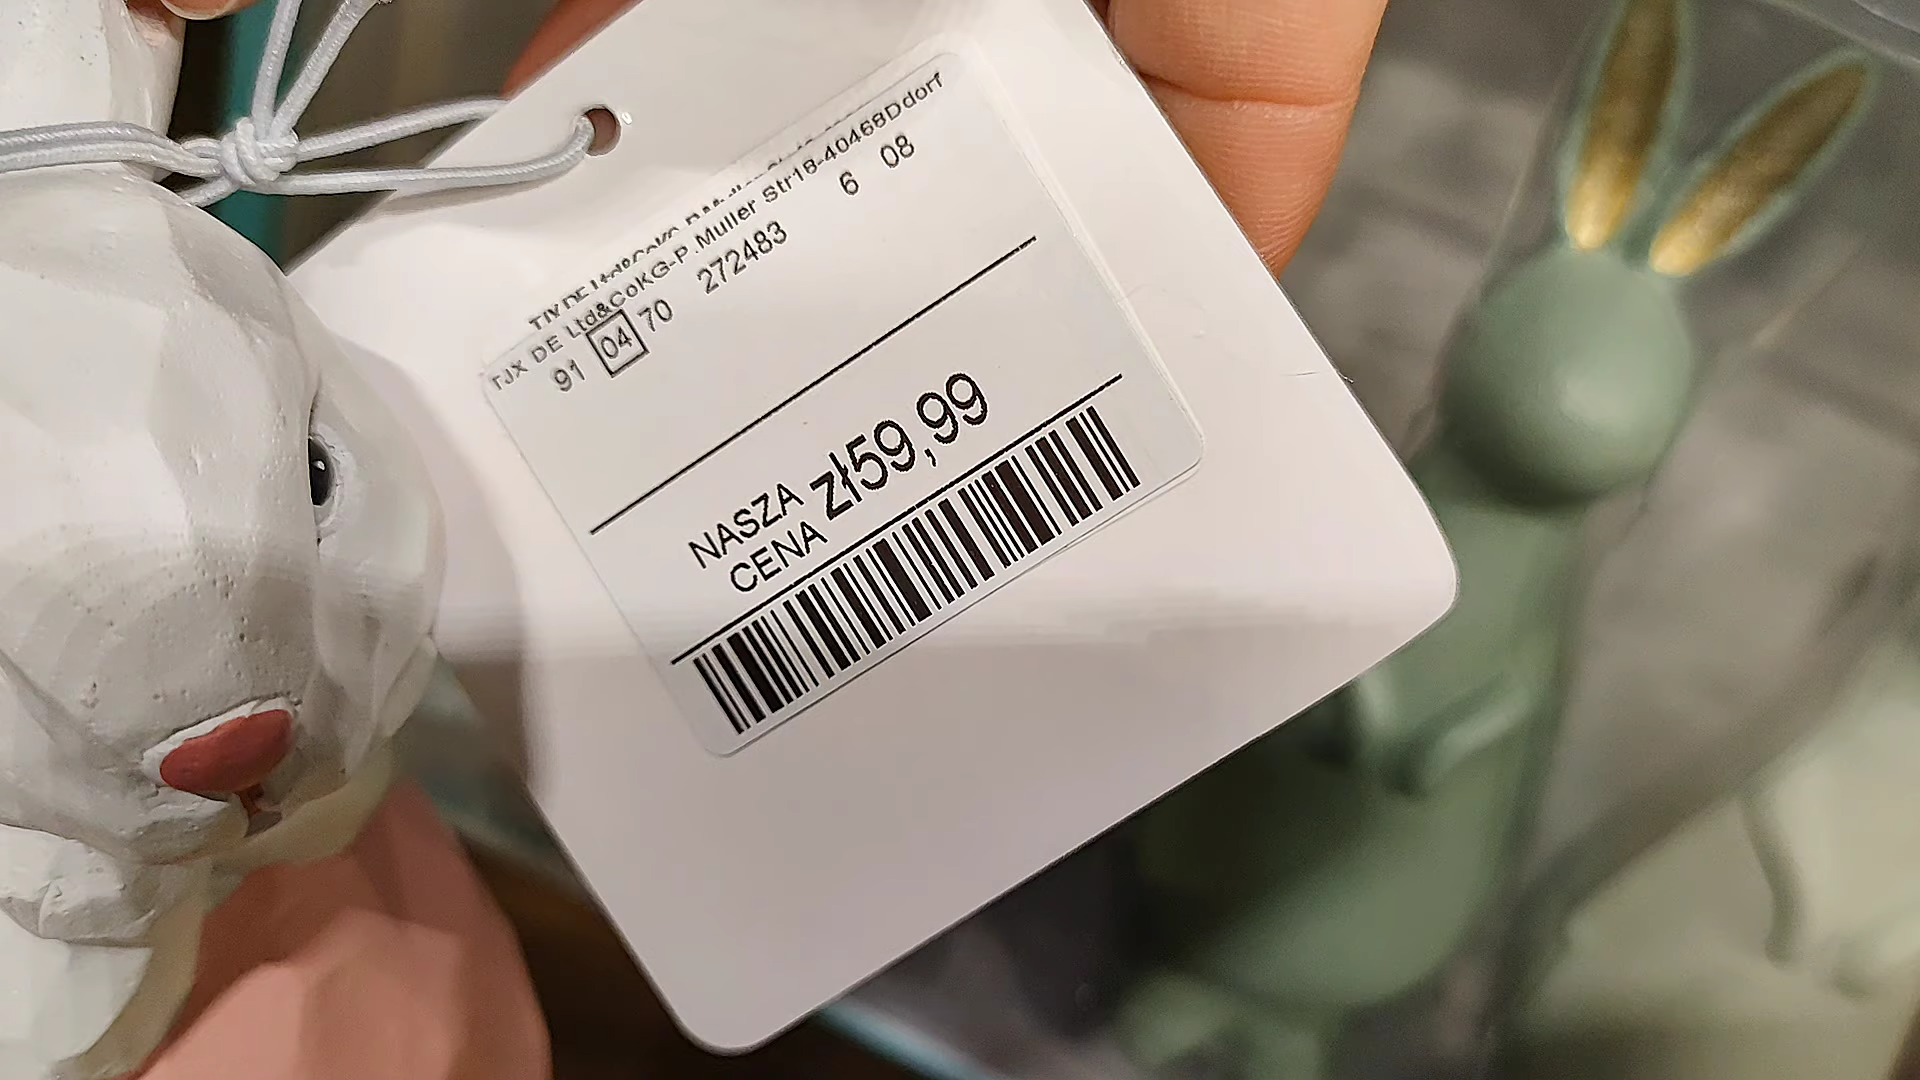 TJX DE Ltd&CoKG-P.Muller Str18-40468Ddorf
91 04 70 272483 6 08
NASZA
CENA
zł59,99